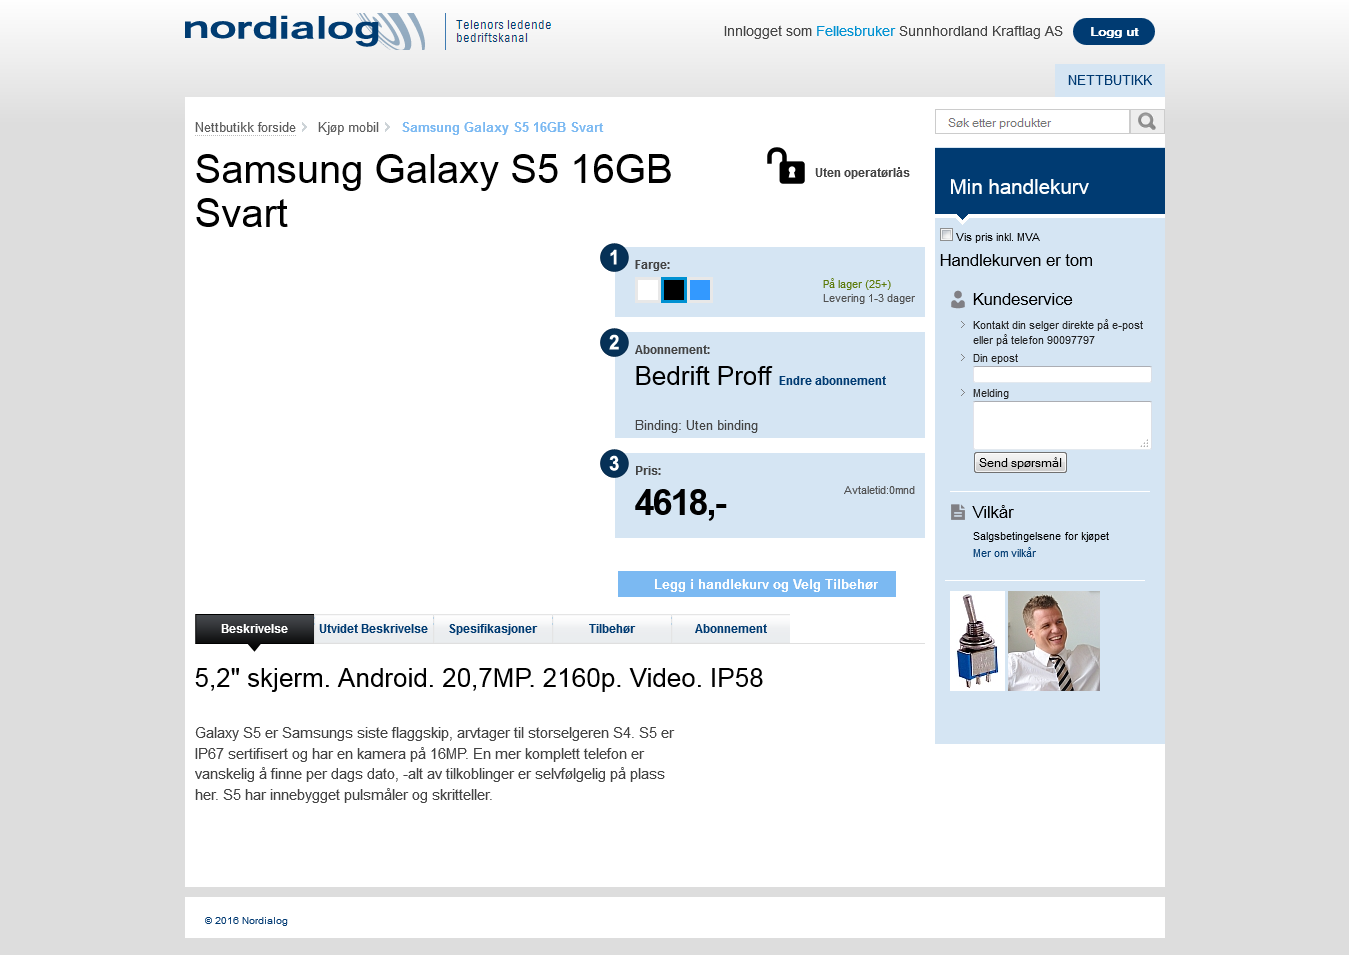 nordialog
Telenors ledende
bedriftskanal
Innlogget som Fellesbruker Sunnhordland Kraftlag AS
Logg ut
NETTBUTIKK
Nettbutikk forside
Kjøp mobil
Samsung Galaxy S5 16GB Svart
Søk etter produkter
Samsung Galaxy S5 16GB
Svart
Uten operatørlås
1
Farge:
På lager (25+)
Levering 1-3 dager
2
Abonnement:
Bedrift Proff Endre abonnement
Binding: Uten binding
3
Pris:
4618,-
Avtaletid:0mnd
Legg i handlekurv og Velg Tilbehør
Min handlekurv
Vis pris inkl. MVA
Handlekurven er tom
Kundeservice
Kontakt din selger direkte på e-post
eller på telefon 90097797
Din epost
Melding
Send spørsmål
Vilkår
Salgsbetingelsene for kjøpet
Mer om vilkår
Beskrivelse
Utvidet Beskrivelse
Spesifikasjoner
Tilbehør
Abonnement
5,2" skjerm. Android. 20,7MP. 2160p. Video. IP58
Galaxy S5 er Samsungs siste flaggskip, arvtager til storselgeren S4. S5 er
IP67 sertifisert og har en kamera på 16MP. En mer komplett telefon er
vanskelig å finne per dags dato, -alt av tilkoblinger er selvfølgelig på plass
her. S5 har innebygget pulsmåler og skritteller.
© 2016 Nordialog